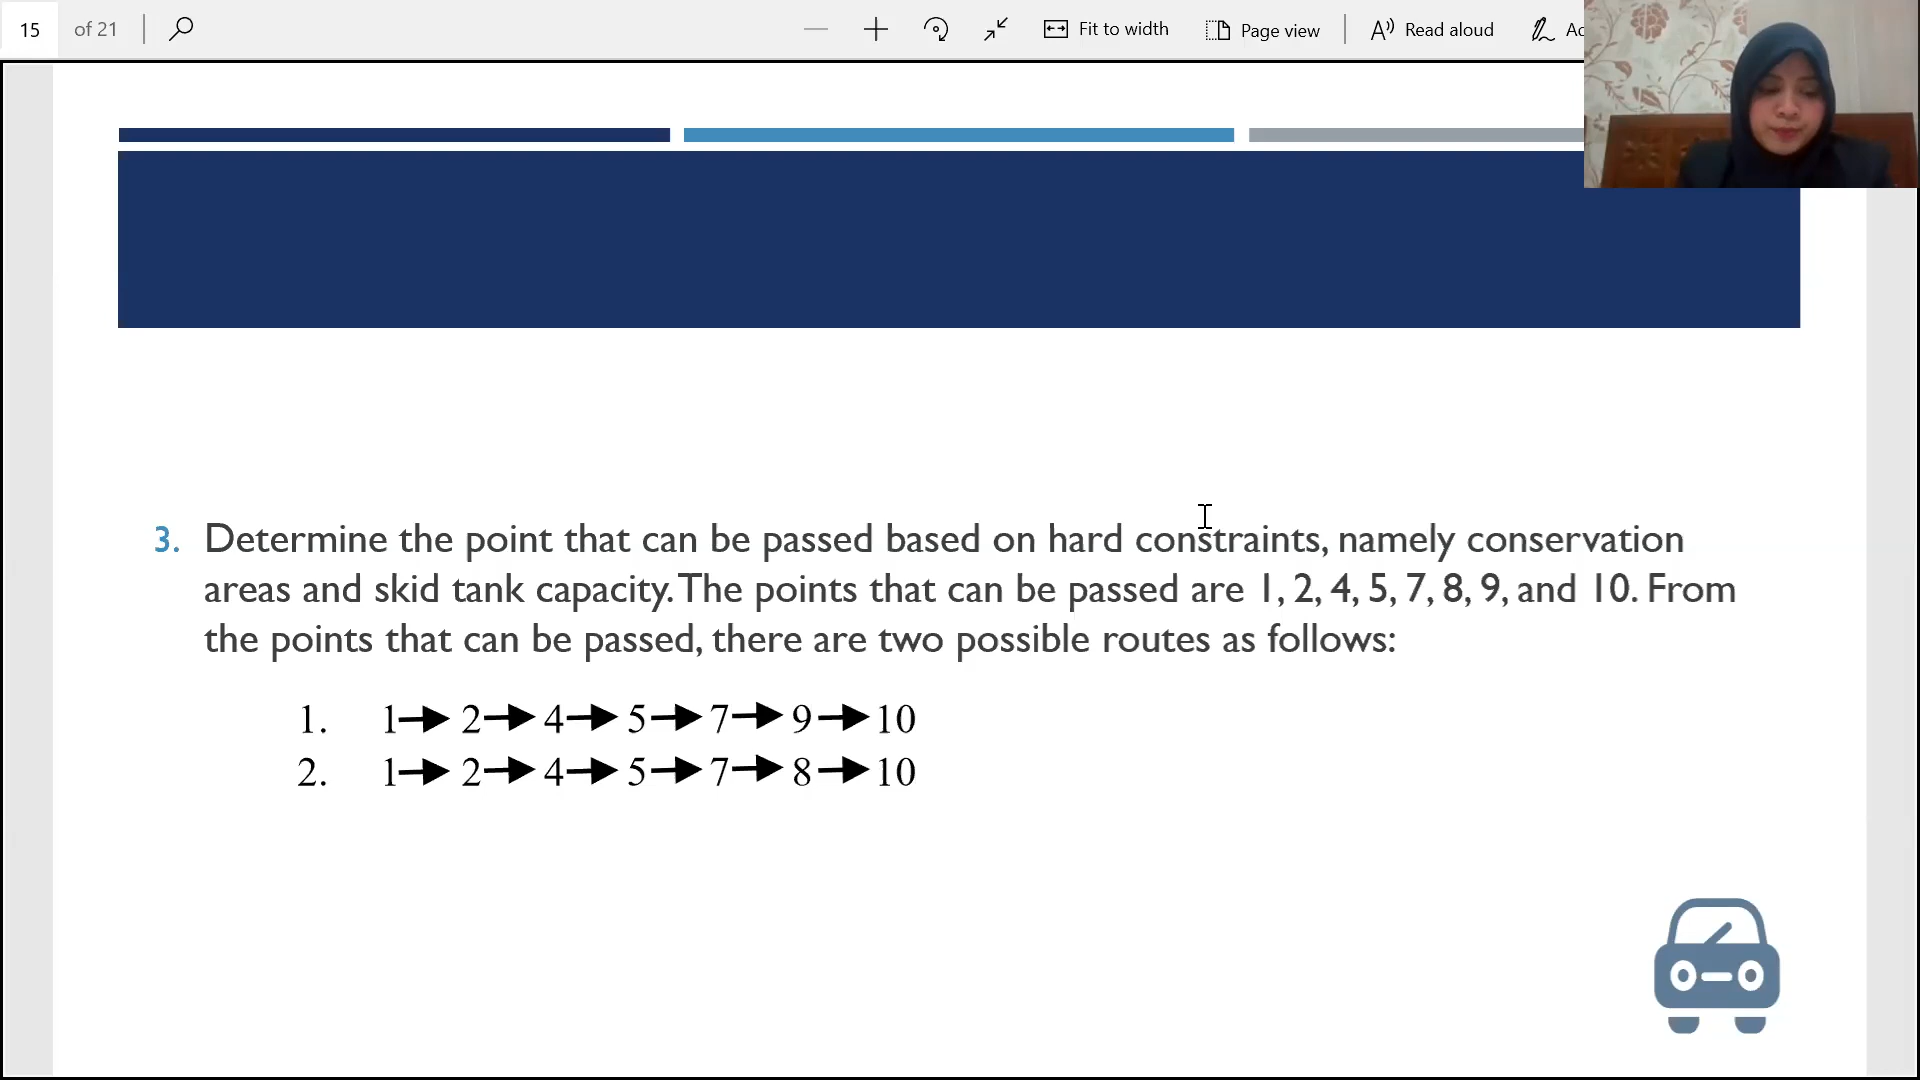 15 of 21 Fit to width Page view Read aloud
3. Determine the point that can be passed based on hard constraints, namely conservation
areas and skid tank capacity. The points that can be passed are 1, 2, 4, 5, 7, 8, 9, and 10. From
the points that can be passed, there are two possible routes as follows:
1. 1→ 2→ 4→ 5→ 7→ 9→ 10
2. 1→ 2→ 4→ 5→ 7→ 8→ 10